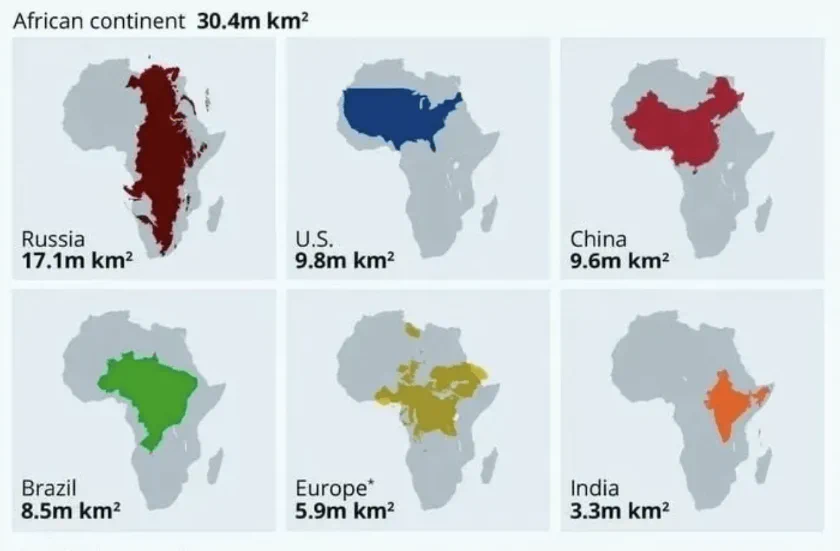 African continent 30.4m km²
Russia
17.1m km²
U.S.
9.8m km²
China
9.6m km²
Brazil
8.5m km²
Europe*
5.9m km²
India
3.3m km²